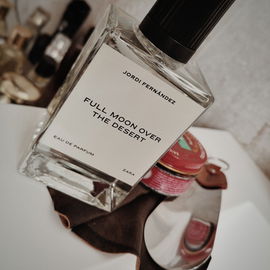 JORDI FERNÁNDEZ
FULL MOON OVER
THE DESERT
EAU DE PARFUM
ZARA